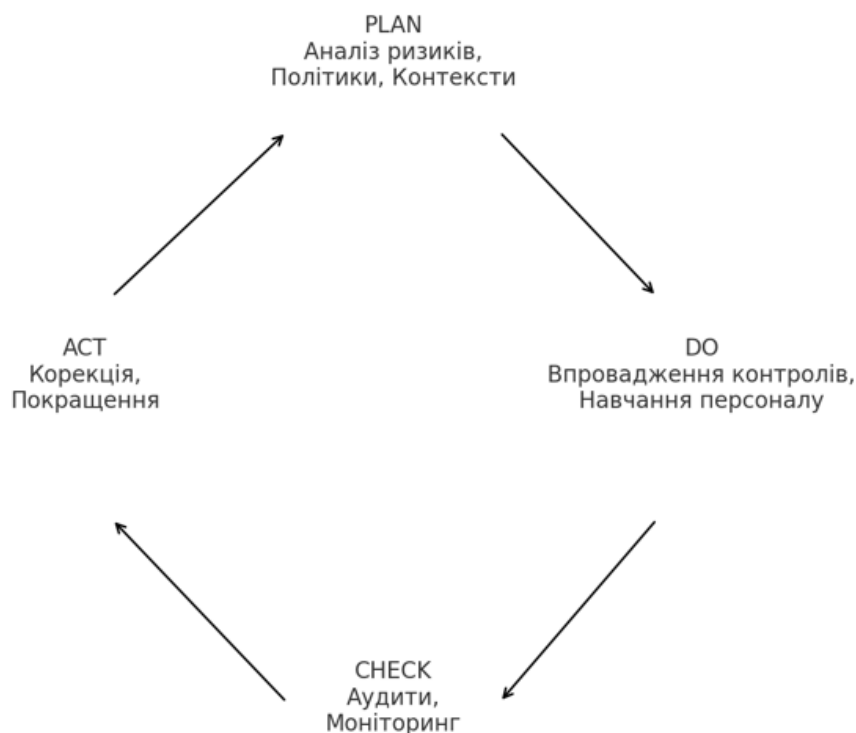 PLAN
Аналіз ризиків,
Політики, Контексти
ACT
Корекція,
Покращення
DO
Впровадження контролів,
Навчання персоналу
CHECK
Аудити,
Моніторинг